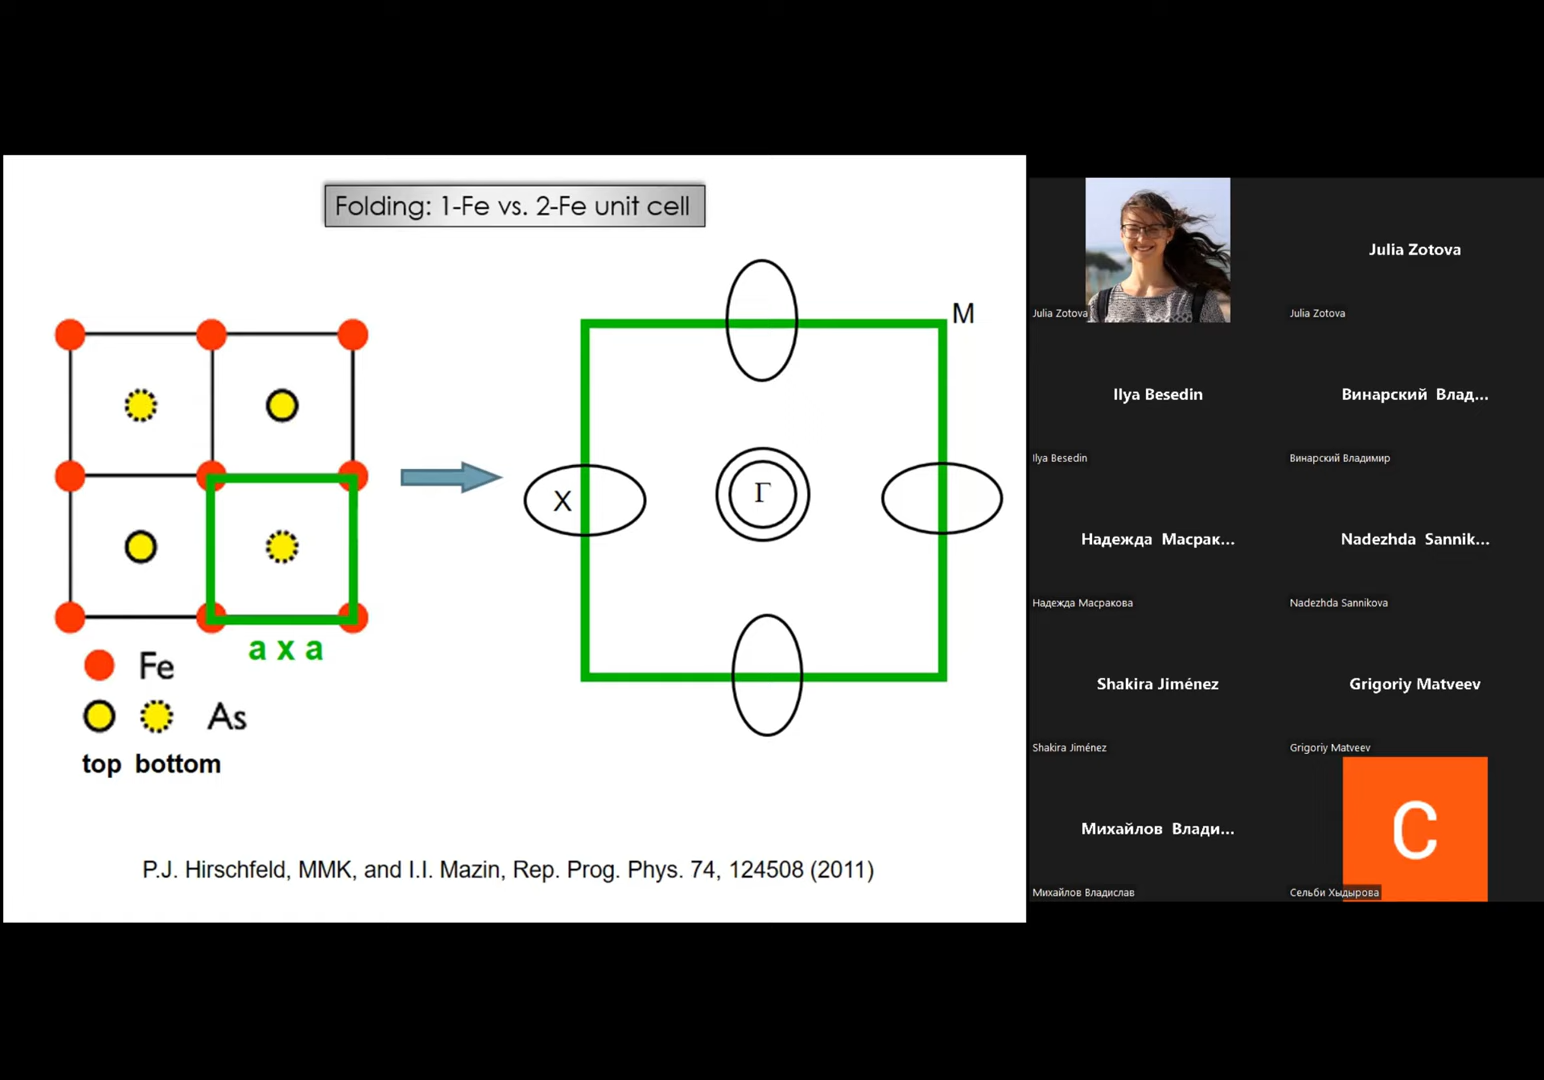 Folding: 1-Fe vs. 2-Fe unit cell
M
X
Γ
a x a
Fe
As
top bottom
P.J. Hirschfeld, MMK, and I.I. Mazin, Rep. Prog. Phys. 74, 124508 (2011)
Julia Zotova
Julia Zotova
Julia Zotova
Ilya Besedin
Ilya Besedin
Винарский Влад...
Винарский Владимир
Надежда Масрак...
Надежда Масракова
Nadezhda Sannik...
Nadezhda Sannikova
Shakira Jiménez
Shakira Jiménez
Grigoriy Matveev
Grigoriy Matveev
Михайлов Влади...
Михайлов Владислав
C
Сельби Хыдырова